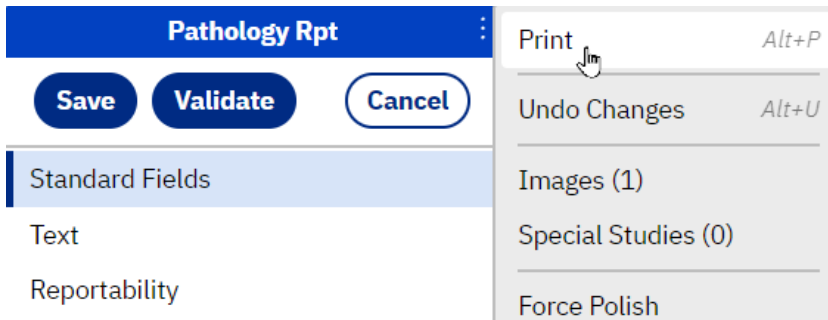 Pathology Rpt
Save Validate Cancel
Standard Fields
Text
Reportability
Print Alt+P
Undo Changes Alt+U
Images (1)
Special Studies (0)
Force Polish